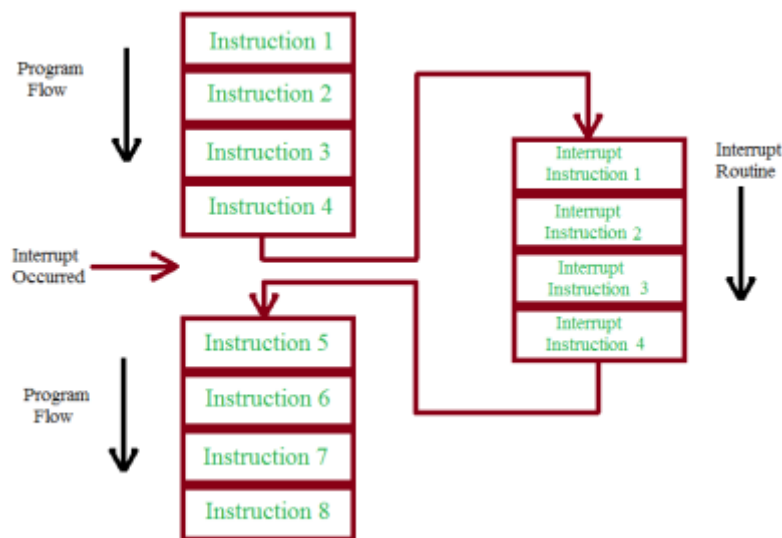 Program
Flow
Instruction 1
Instruction 2
Instruction 3
Instruction 4
Interrupt
Occurred
Interrupt
Instruction 1
Interrupt
Instruction 2
Interrupt
Instruction 3
Interrupt
Instruction 4
Interrupt
Routine
Program
Flow
Instruction 5
Instruction 6
Instruction 7
Instruction 8